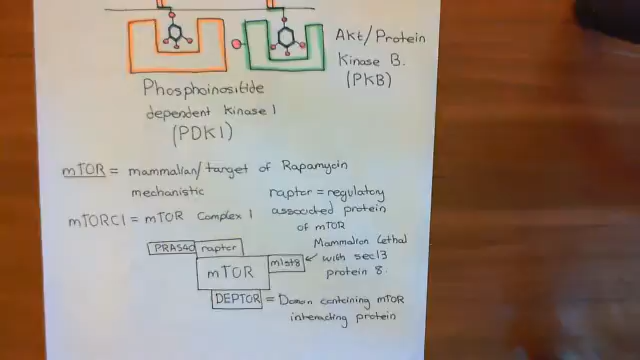 Akt/Protein
Kinase B.
(PKB)
Phosphoinositide
dependent kinase 1
(PDK1)
mTOR = mammalian/target of Rapamycin
mechanistic
mTORC1 = mTOR Complex 1
raptor = regulatory
associated protein
of mTOR
PRAS40 raptor
mTOR
mlst8
Mammalian lethal
with sec13
protein 8.
DEPTOR = Domain containing mTOR
interacting protein